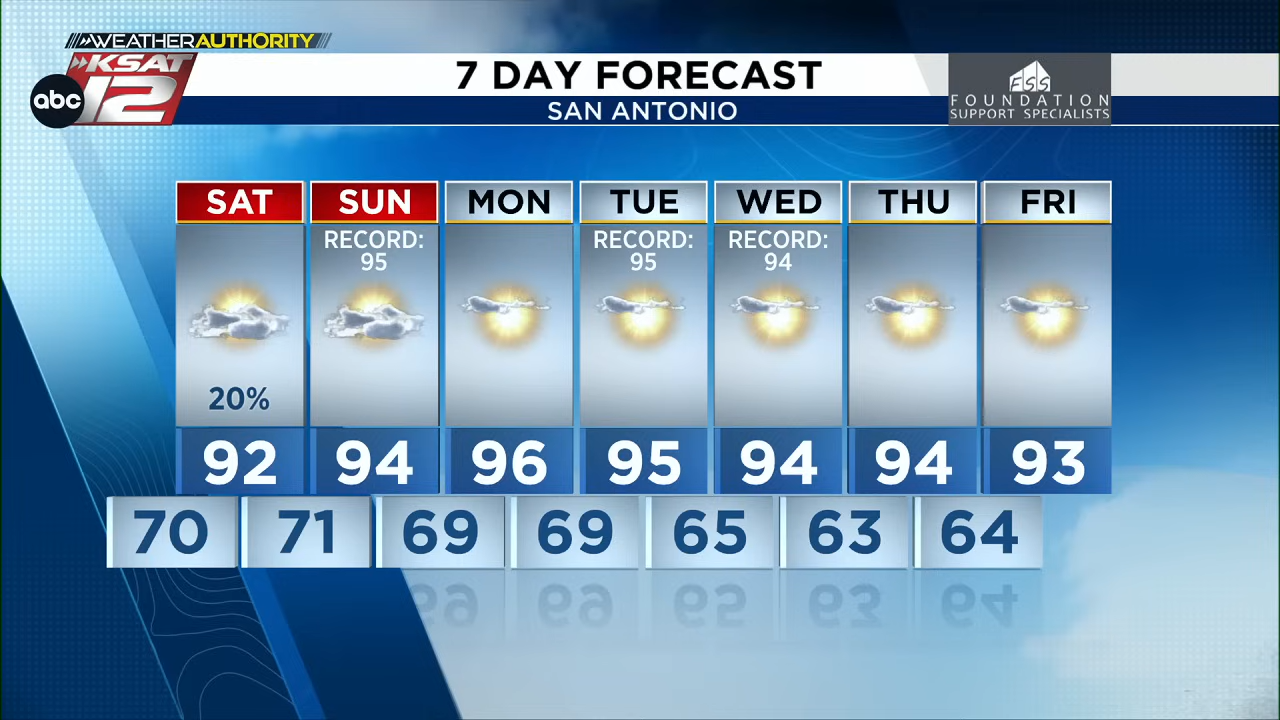 WEATHERAUTHORITY
KSAT
abc 12
7 DAY FORECAST
SAN ANTONIO
FSS
FOUNDATION
SUPPORT SPECIALISTS
SAT SUN MON TUE WED THU FRI
RECORD: RECORD: RECORD:
95 95 94
20%
92 94 96 95 94 94 93
70 71 69 69 65 63 64